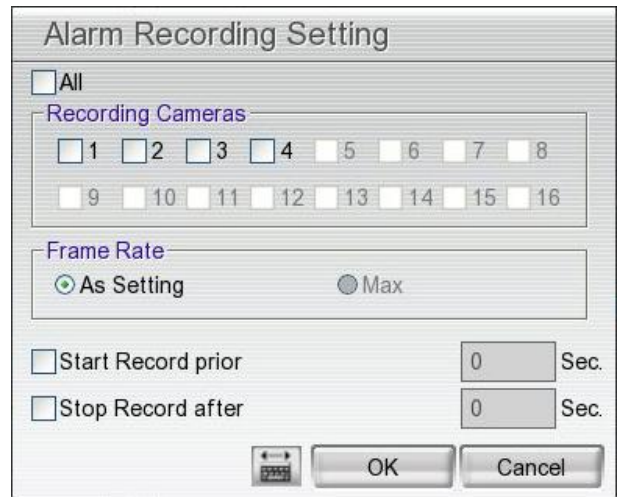 Alarm Recording Setting
All
Recording Cameras
1 2 3 4 5 6 7 8
9 10 11 12 13 14 15 16
Frame Rate
As Setting Max
Start Record prior 0 Sec.
Stop Record after 0 Sec.
OK Cancel